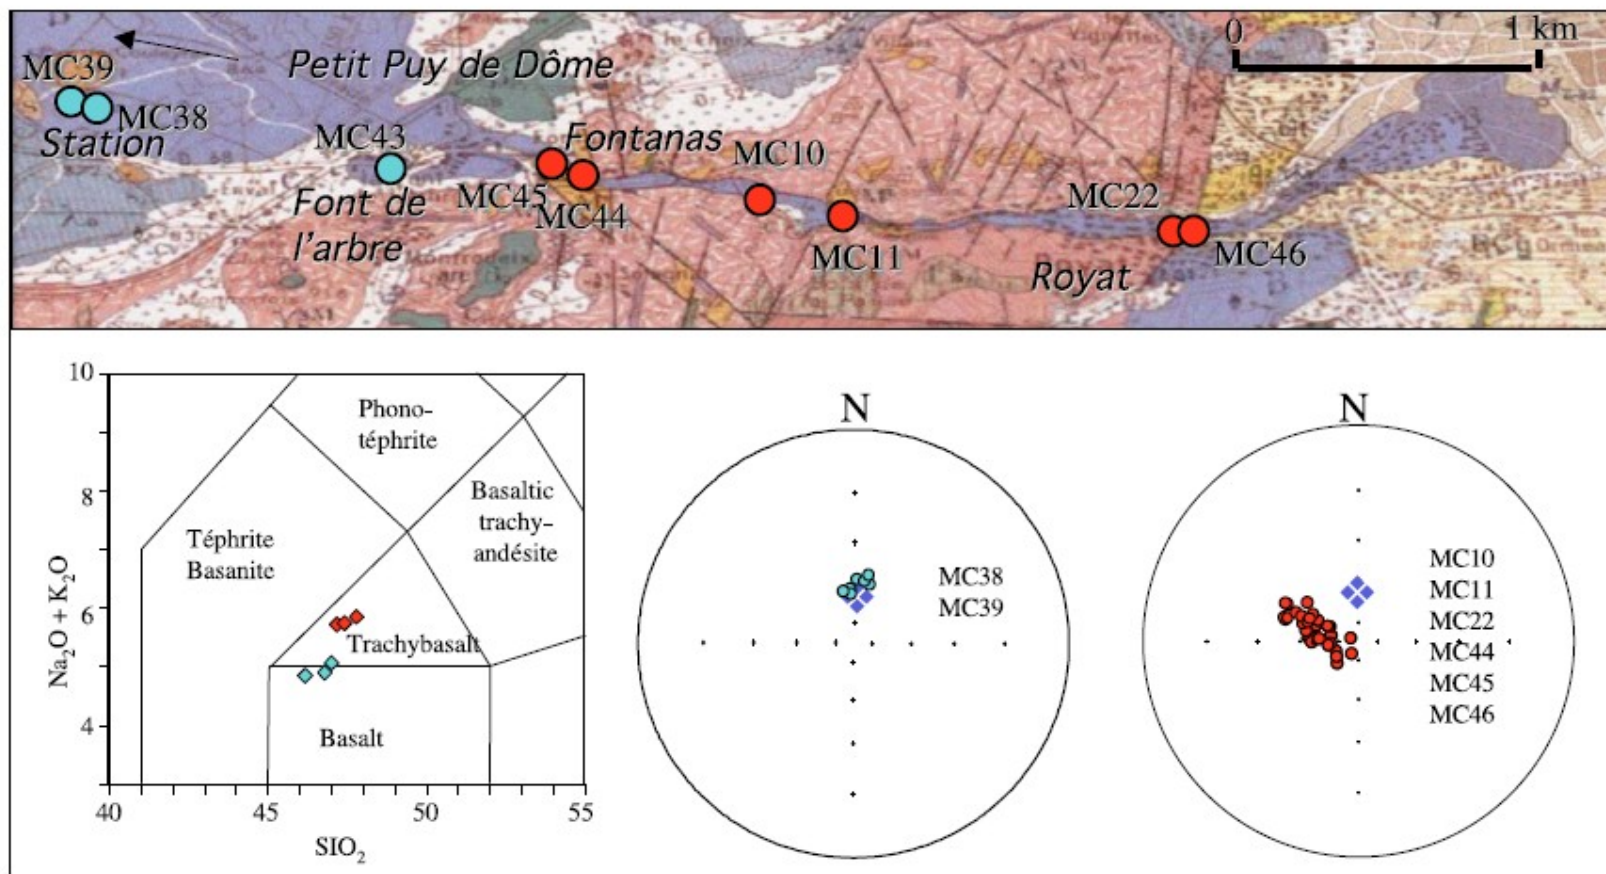 0
1 km
Petit Puy de Dôme
MC39
MC38
Station
MC43
Fontanas
MC10
MC22
MC45
MC44
Font de
l'arbre
MC11
Royat
MC46
10
8
6
4
Na₂O + K₂O
Phono-
téphrite
Basaltic
trachy-
andésite
Téphrite
Basanite
Trachybasalt
Basalt
40
45
50
55
SIO₂
N
MC38
MC39
N
MC10
MC11
MC22
MC44
MC45
MC46